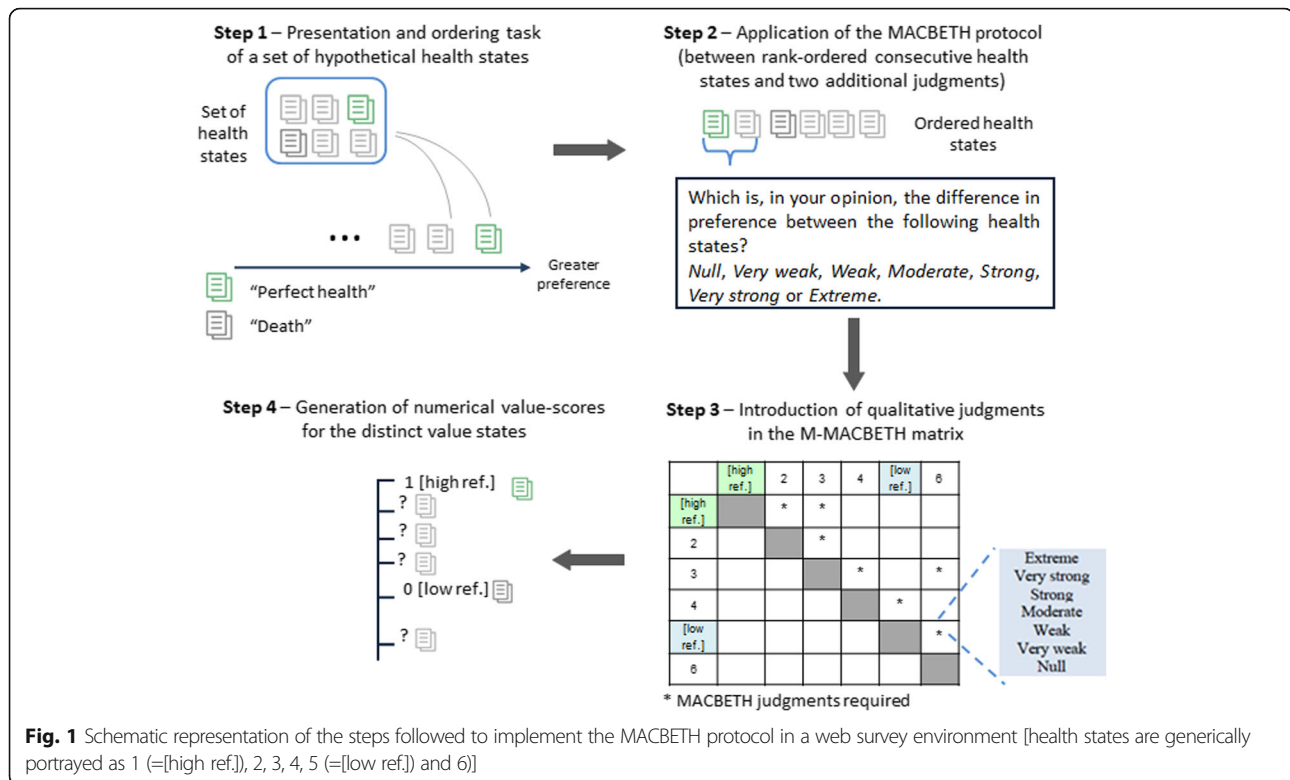 Step 1 – Presentation and ordering task
of a set of hypothetical health states
Set of
health
states
...
Greater
preference
"Perfect health"
"Death"
Step 2 – Application of the MACBETH protocol
(between rank-ordered consecutive health
states and two additional judgments)
Ordered health
states
Which is, in your opinion, the difference in
preference between the following health
states?
Null, Very weak, Weak, Moderate, Strong,
Very strong or Extreme.
Step 4 – Generation of numerical value-scores
for the distinct value states
1 [high ref.]
?
?
?
0 [low ref.]
?
Step 3 – Introduction of qualitative judgments
in the M-MACBETH matrix
[high ref.] 2 3 4 [low ref.] 6
[high ref.] * *
2 *
3 * *
4 *
[low ref.] *
6
* MACBETH judgments required
Extreme
Very strong
Strong
Moderate
Weak
Very weak
Null
Fig. 1 Schematic representation of the steps followed to implement the MACBETH protocol in a web survey environment [health states are generically
portrayed as 1 (=[high ref.]), 2, 3, 4, 5 (=[low ref.]) and 6)]